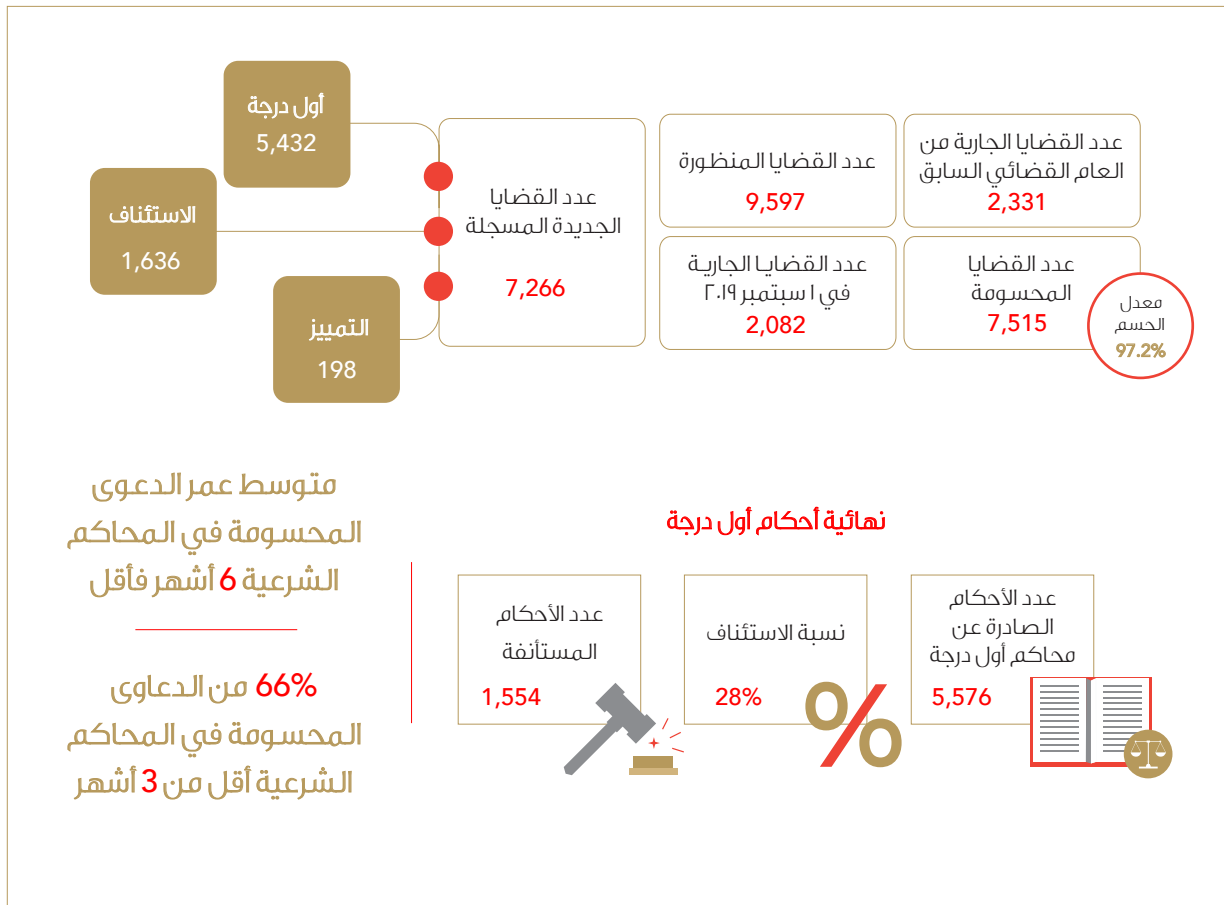 عدد القضايا الجارية من
العام القضائي السابق
2,331
عدد القضايا المنظورة
9,597
عدد القضايا
الجديدة المسجلة
7,266
أول درجة
5,432
الاستئناف
1,636
التمييز
198
عدد القضايا
المحسومة
7,515
معدل
الحسم
97.2%
عدد القضايا الجارية
في ١ سبتمبر ٢٠١٩
2,082
نهائية أحكام أول درجة
عدد الأحكام
الصادرة عن
محاكم أول درجة
5,576
نسبة الاستئناف
28%
عدد الأحكام
المستأنفة
1,554
متوسط عمر الدعوى
المحسومة في المحاكم
الشرعية 6 أشهر فأقل
66% من الدعاوى
المحسومة في المحاكم
الشرعية أقل من 3 أشهر